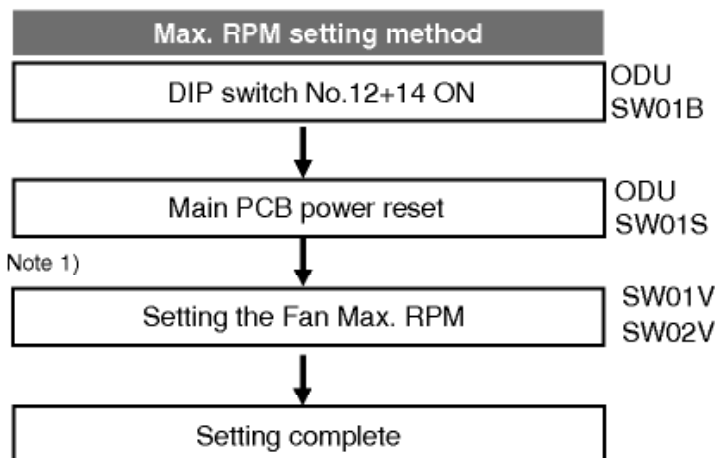 Max. RPM setting method
DIP switch No.12+14 ON
ODU
SW01B
Main PCB power reset
ODU
SW01S
Note 1)
Setting the Fan Max. RPM
SW01V
SW02V
Setting complete